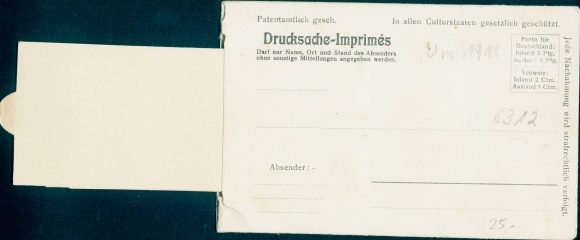 Patentamtlich gesch. In allen Culturstaaten gesetzlich geschützt.
Drucksache-Imprimés
Darf nur Name, Ort und Stand des Absenders
ohne sonstige Mitteilungen angegeben werden.
Um 1910
Porto für
Deutschland:
Inland 3 Pfg.
Ausland 5 Pfg.
Schweiz:
Inland 2 Ctm.
Ausland 5 Ctm.
Jede Nachahmung wird strafrechtlich verfolgt.
6312
Absender:-
25.-